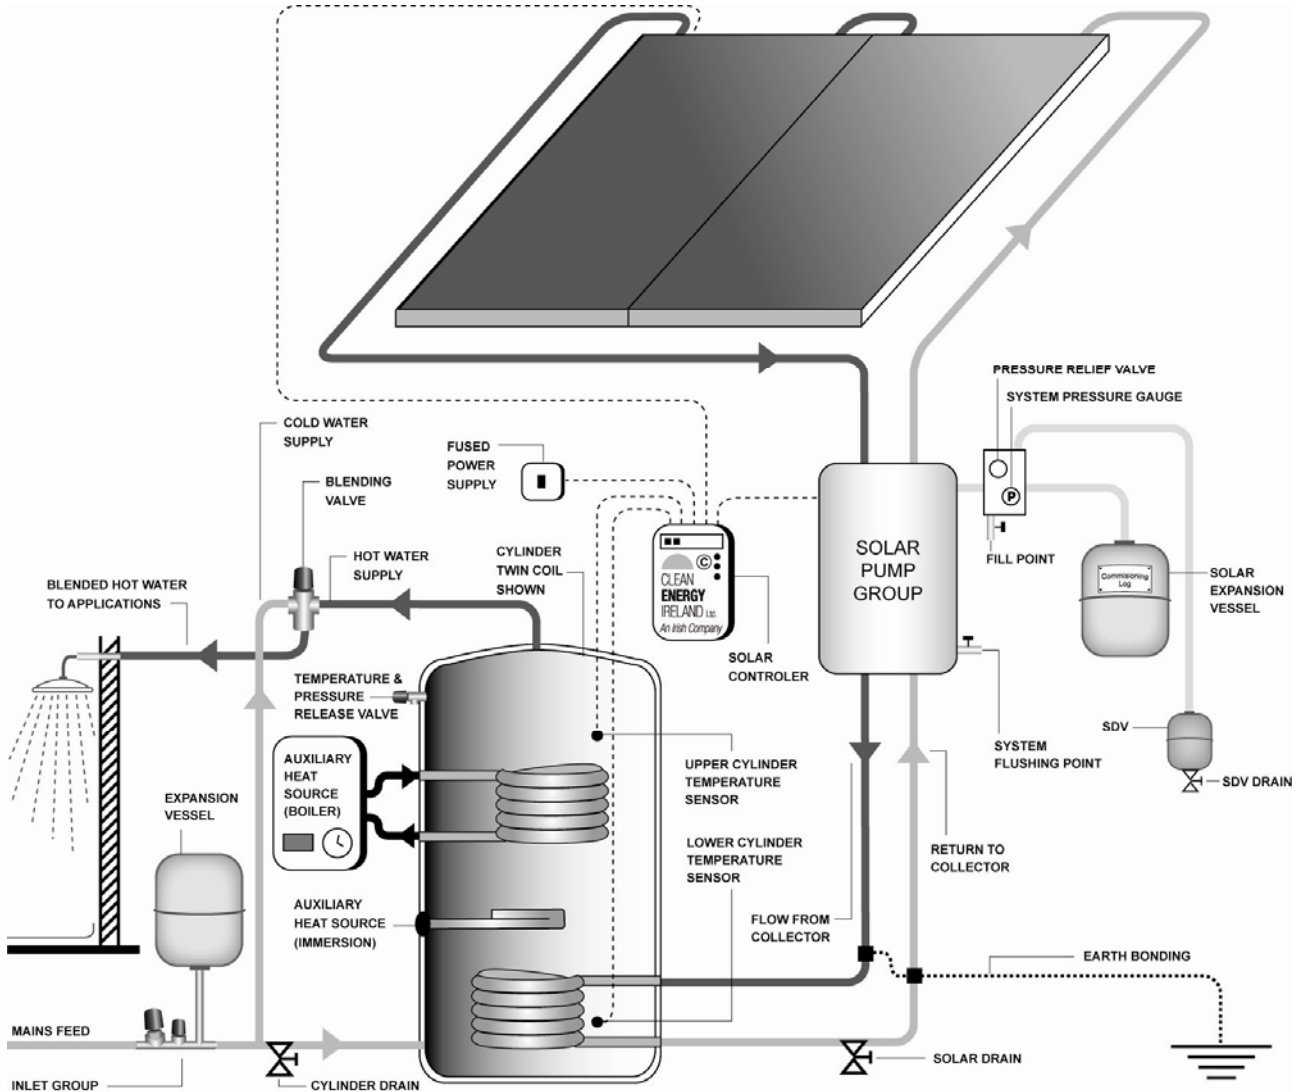 PRESSURE RELIEF VALVE
SYSTEM PRESSURE GAUGE
COLD WATER
SUPPLY
FUSED
POWER
SUPPLY
BLENDING
VALVE
P
HOT WATER
SUPPLY
CYLINDER
TWIN COIL
SHOWN
C
CLEAN
ENERGY
IRELAND Ltd.
An Irish Company
SOLAR
PUMP
GROUP
FILL POINT
Commisioning
Log
SOLAR
EXPANSION
VESSEL
BLENDED HOT WATER
TO APPLICATIONS
SOLAR
CONTROLER
TEMPERATURE &
PRESSURE
RELEASE VALVE
SDV
SYSTEM
FLUSHING POINT
SDV DRAIN
AUXILIARY
HEAT
SOURCE
(BOILER)
UPPER CYLINDER
TEMPERATURE
SENSOR
EXPANSION
VESSEL
LOWER CYLINDER
TEMPERATURE
SENSOR
RETURN TO
COLLECTOR
AUXILIARY
HEAT SOURCE
(IMMERSION)
FLOW FROM
COLLECTOR
EARTH BONDING
MAINS FEED
INLET GROUP
CYLINDER DRAIN
SOLAR DRAIN